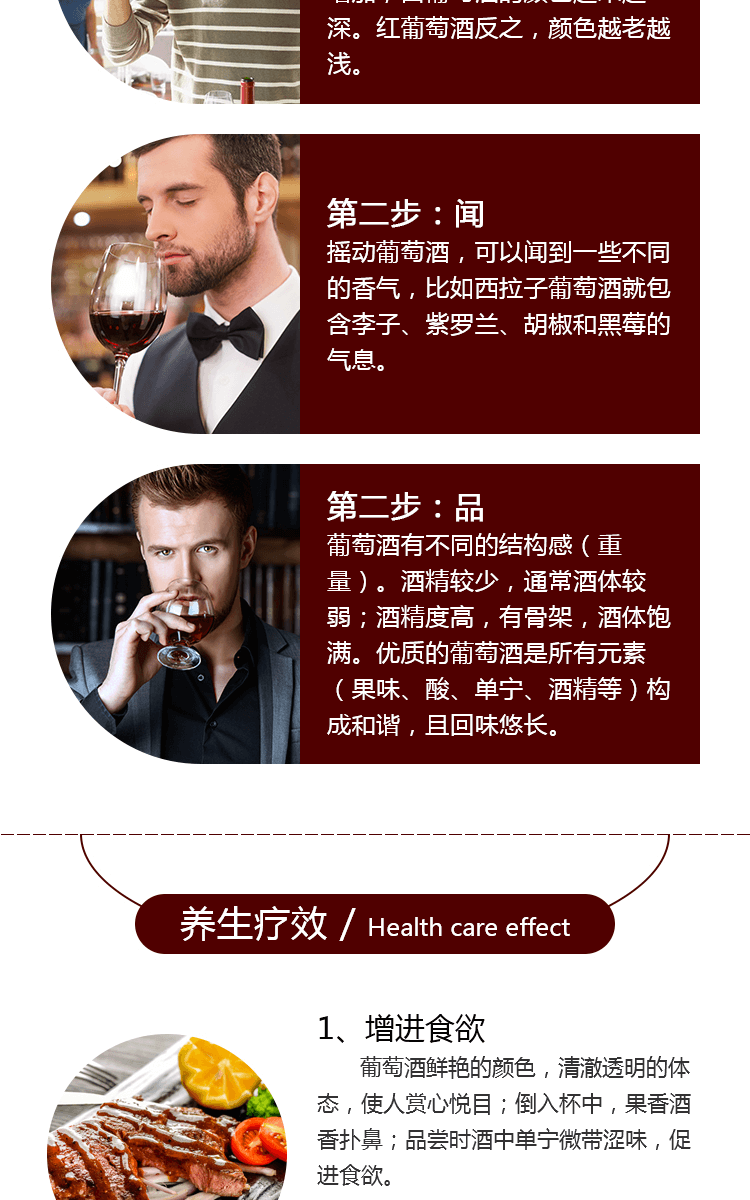 深。红葡萄酒反之，颜色越老越
浅。
第二步：闻
摇动葡萄酒，可以闻到一些不同
的香气，比如西拉子葡萄酒就包
含李子、紫罗兰、胡椒和黑莓的
气息。
第二步：品
葡萄酒有不同的结构感（重
量）。酒精较少，通常酒体较
弱；酒精度高，有骨架，酒体饱
满。优质的葡萄酒是所有元素
（果味、酸、单宁、酒精等）构
成和谐，且回味悠长。
养生疗效 / Health care effect
1、增进食欲
葡萄酒鲜艳的颜色，清澈透明的体
态，使人赏心悦目；倒入杯中，果香酒
香扑鼻；品尝时酒中单宁微带涩味，促
进食欲。